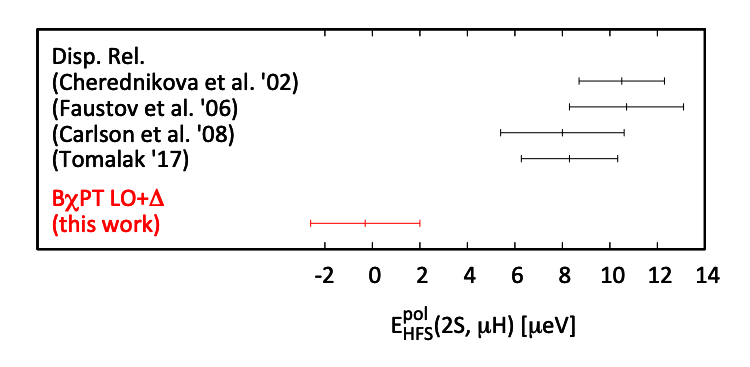 Disp. Rel.
(Cherednikova et al. '02)
(Faustov et al. '06)
(Carlson et al. '08)
(Tomalak '17)
BχPT LO+Δ
(this work)
-2 0 2 4 6 8 10 12 14
E^pol_HFS(2S, μH) [μeV]